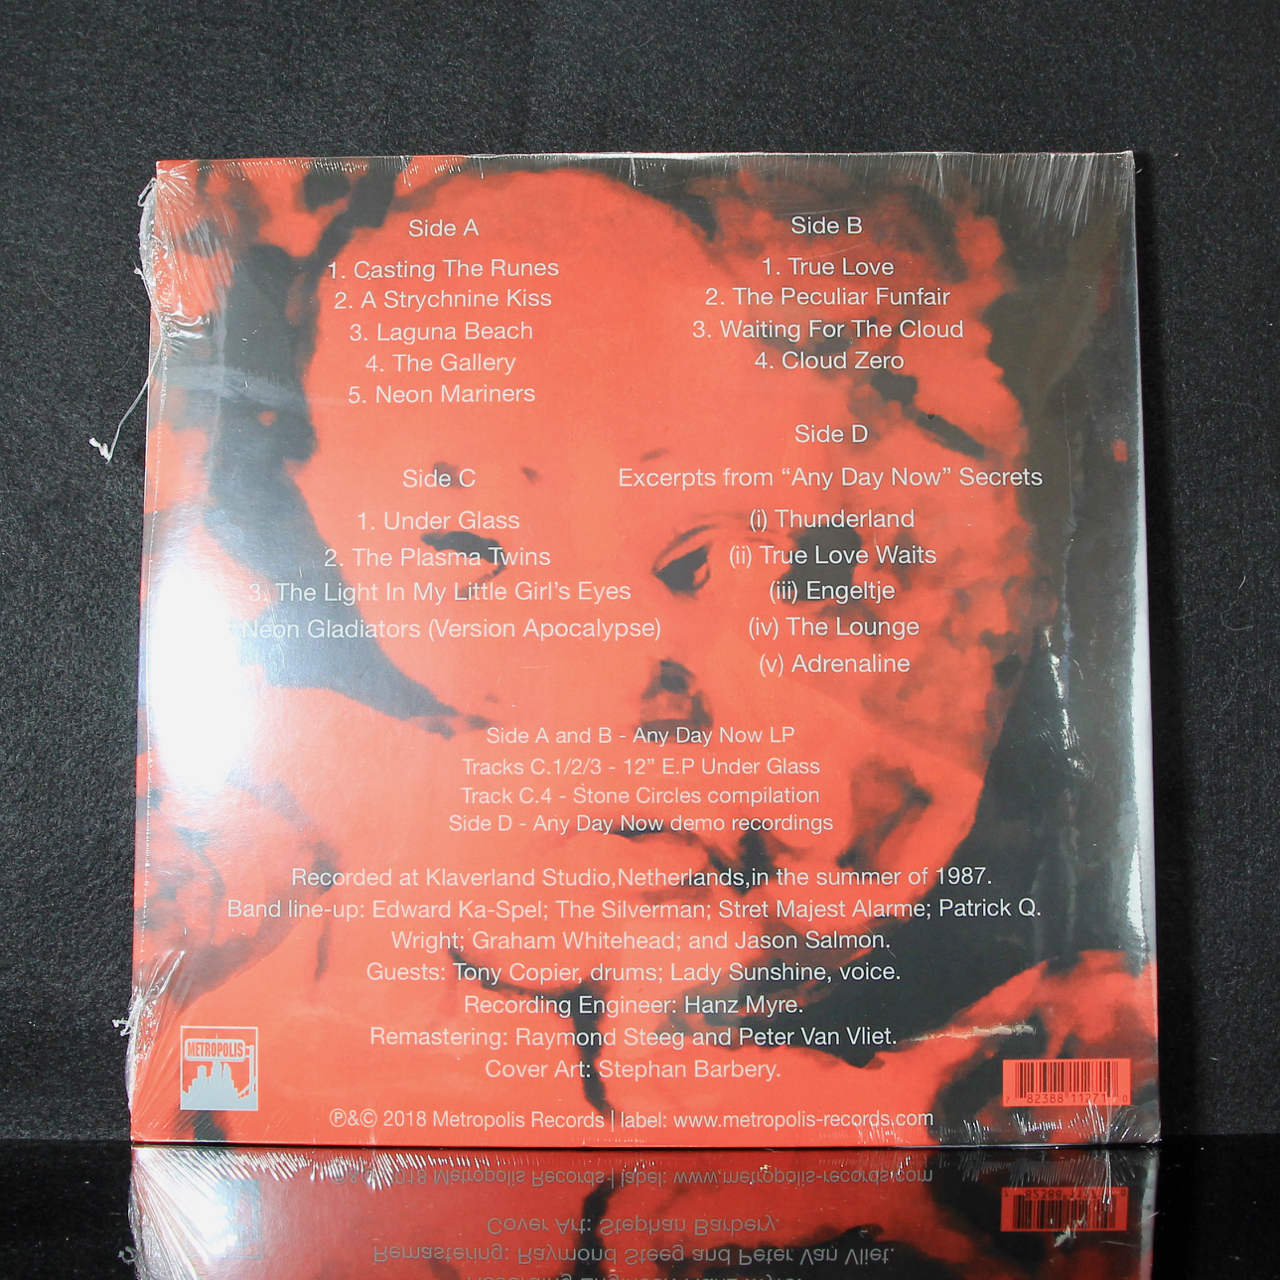 Side A
1. Casting The Runes
2. A Strychnine Kiss
3. Laguna Beach
4. The Gallery
5. Neon Mariners
Side B
1. True Love
2. The Peculiar Funfair
3. Waiting For The Cloud
4. Cloud Zero
Side C
1. Under Glass
2. The Plasma Twins
3. The Light In My Little Girl's Eyes
Neon Gladiators (Version Apocalypse)
Side D
Excerpts from “Any Day Now” Secrets
(i) Thunderland
(ii) True Love Waits
(iii) Engeltje
(iv) The Lounge
(v) Adrenaline
Side A and B - Any Day Now LP
Tracks C.1/2/3 - 12” E.P Under Glass
Track C.4 - Stone Circles compilation
Side D - Any Day Now demo recordings
Recorded at Klaverland Studio,Netherlands,in the summer of 1987.
Band line-up: Edward Ka-Spel; The Silverman; Stret Majest Alarme; Patrick Q.
Wright; Graham Whitehead; and Jason Salmon.
Guests: Tony Copier, drums; Lady Sunshine, voice.
Recording Engineer: Hanz Myre.
Remastering: Raymond Steeg and Peter Van Vliet.
Cover Art: Stephan Barbery.
METROPOLIS
℗&© 2018 Metropolis Records | label: www.metropolis-records.com